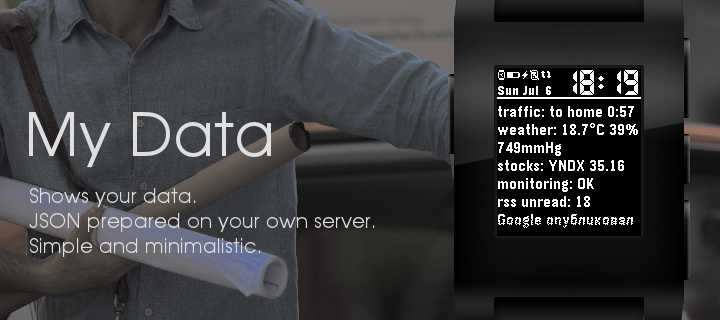 My Data
Shows your data.
JSON prepared on your own server.
Simple and minimalistic.
18:19
Sun Jul 6
traffic: to home 0:57
weather: 18.7°C 39%
749mmHg
stocks: YNDX 35.16
monitoring: OK
rss unread: 18
Google опубликовал